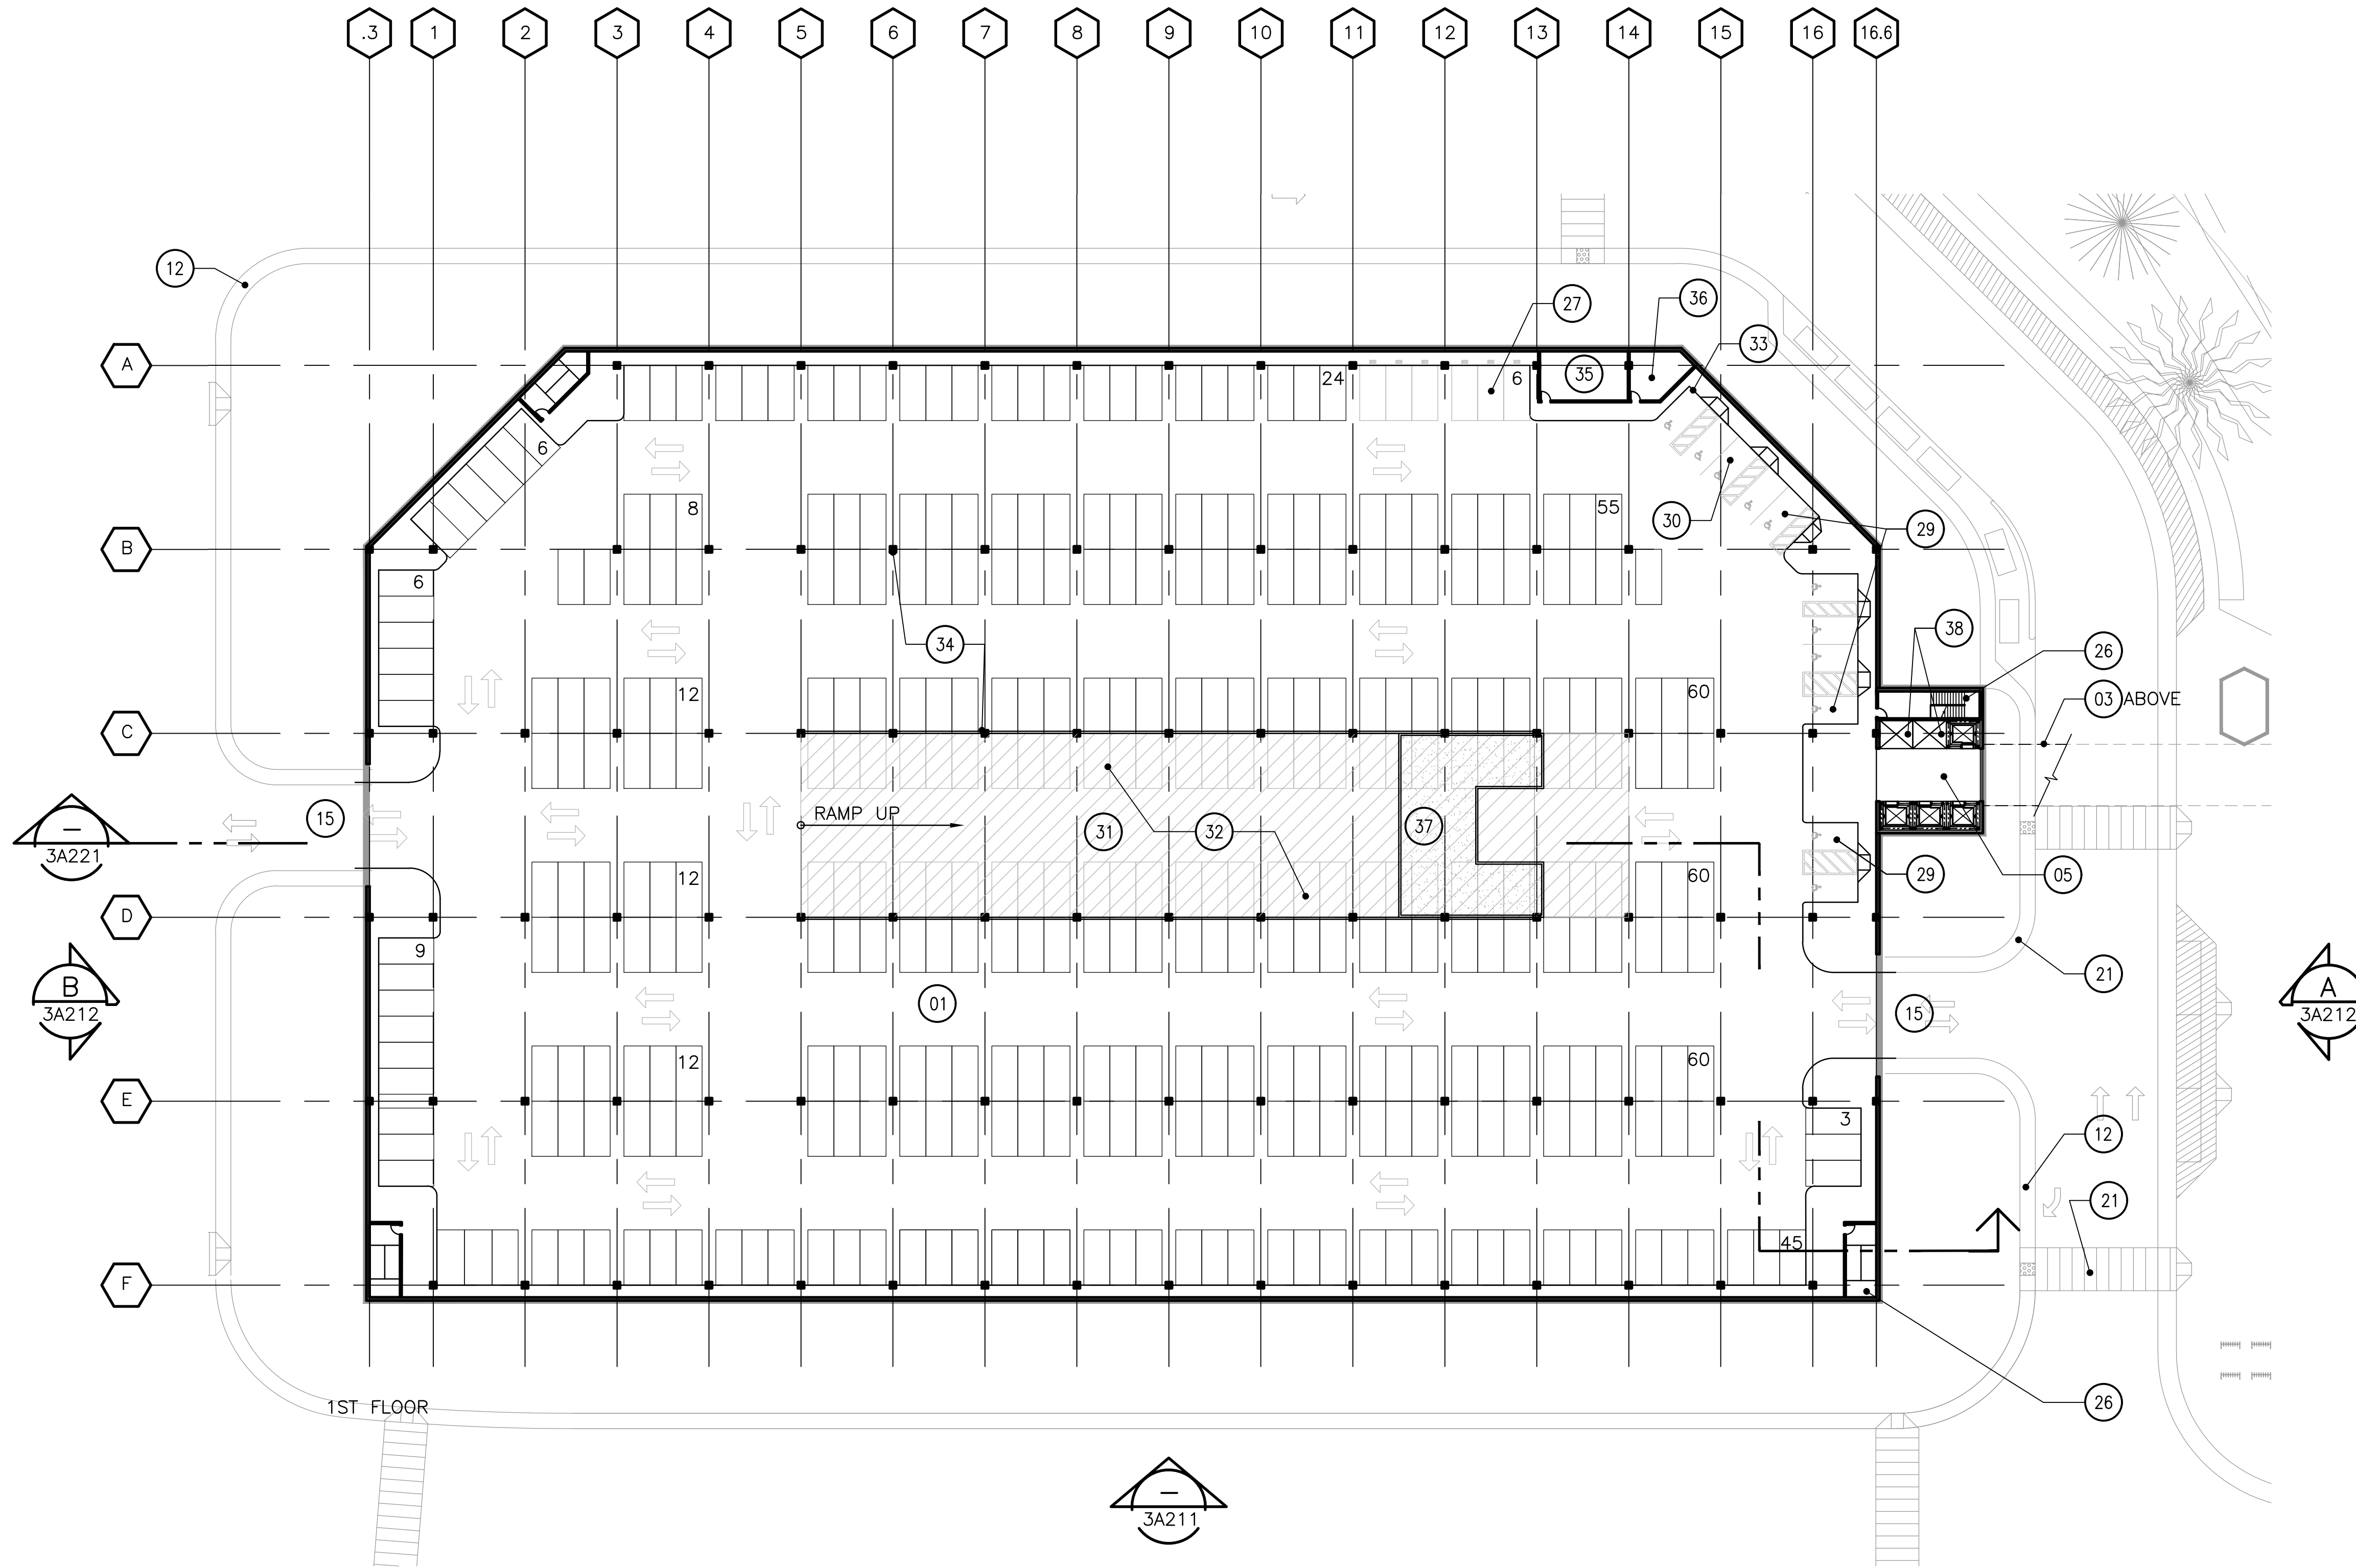 .3 1 2 3 4 5 6 7 8 9 10 11 12 13 14 15 16 16.6
12
27 36
33
A
35
24 6
6
8 55
30 29
B
6
34 38
26
12 60
03 ABOVE
C
15
RAMP UP
31 32 37
–
3A221
12 60
29 05
D
9
21
B
3A212
01
15
A
3A212
12 60
E
3
12
21
45
F
1ST FLOOR
26
–
3A211